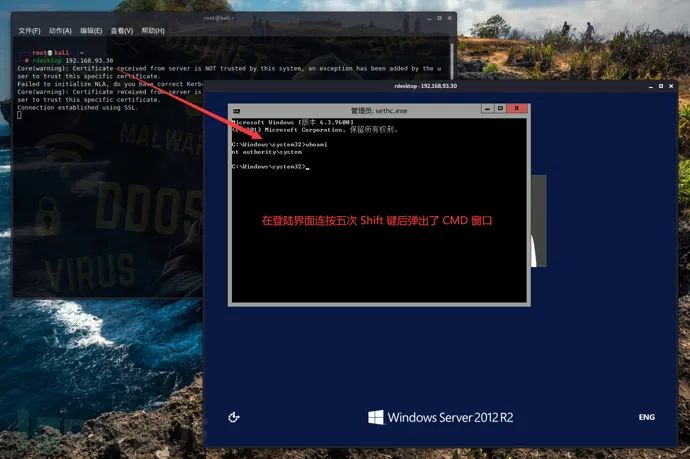 root@kali: ~
文件(F) 动作(A) 编辑(E) 查看(V) 帮助(H)
root💀kali ~
# rdesktop 192.168.93.30
Core(warning): Certificate received from server is NOT trusted by this system, an exception has been added by the u
ser to trust this specific certificate.
Failed to initialize NLA, do you have correct Kerb
Core(warning): Certificate received from server is
ser to trust this specific certificate.
Connection established using SSL.
MALWAR
DDOS
VIRUS
rdesktop - 192.168.93.30
管理员: sethc.exe
Microsoft Windows [版本 6.3.9600]
2013 Microsoft Corporation. 保留所有权利。
C:\Windows\system32>whoami
nt authority\system
C:\Windows\system32>
在登陆界面连按五次 Shift 键后弹出了 CMD 窗口
Windows Server 2012 R2
ENG